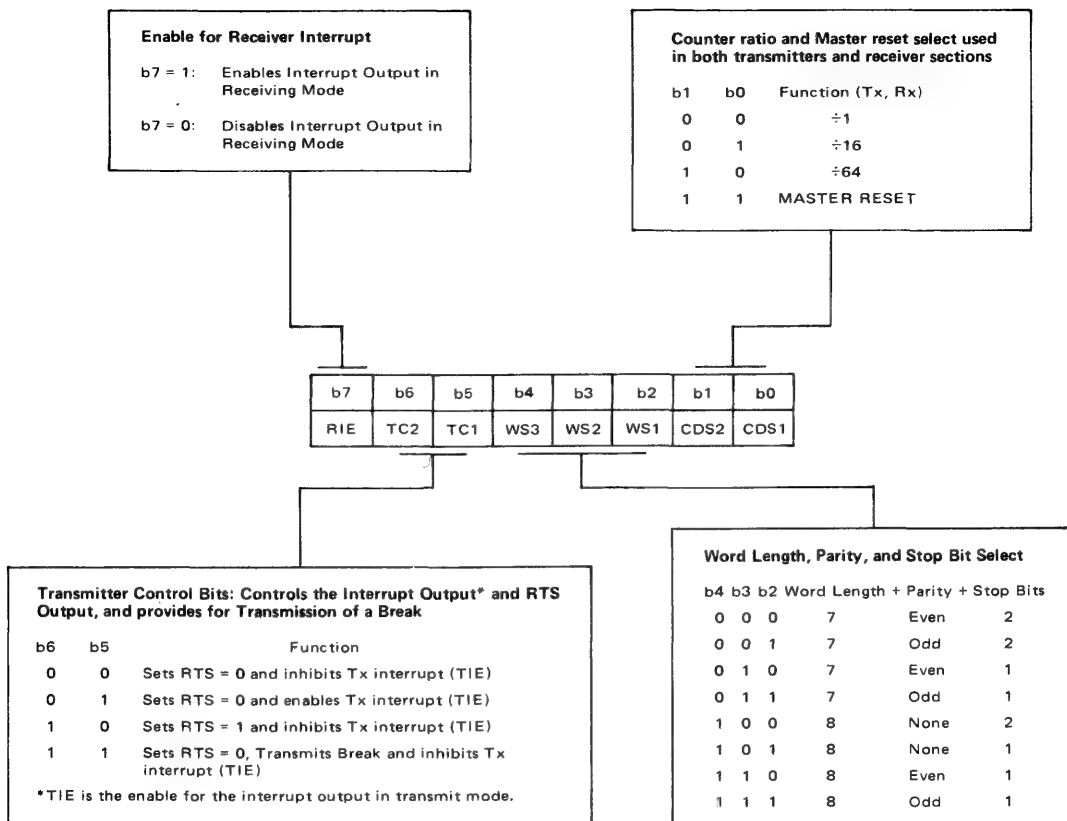 Enable for Receiver Interrupt
b7 = 1: Enables Interrupt Output in
Receiving Mode
b7 = 0: Disables Interrupt Output in
Receiving Mode
Counter ratio and Master reset select used
in both transmitters and receiver sections
b1 b0 Function (Tx, Rx)
0 0 ÷1
0 1 ÷16
1 0 ÷64
1 1 MASTER RESET
b7 b6 b5 b4 b3 b2 b1 b0
RIE TC2 TC1 WS3 WS2 WS1 CDS2 CDS1
Transmitter Control Bits: Controls the Interrupt Output* and RTS
Output, and provides for Transmission of a Break
b6 b5 Function
0 0 Sets RTS = 0 and inhibits Tx interrupt (TIE)
0 1 Sets RTS = 0 and enables Tx interrupt (TIE)
1 0 Sets RTS = 1 and inhibits Tx interrupt (TIE)
1 1 Sets RTS = 0, Transmits Break and inhibits Tx
interrupt (TIE)
*TIE is the enable for the interrupt output in transmit mode.
Word Length, Parity, and Stop Bit Select
b4 b3 b2 Word Length + Parity + Stop Bits
0 0 0 7 Even 2
0 0 1 7 Odd 2
0 1 0 7 Even 1
0 1 1 7 Odd 1
1 0 0 8 None 2
1 0 1 8 None 1
1 1 0 8 Even 1
1 1 1 8 Odd 1